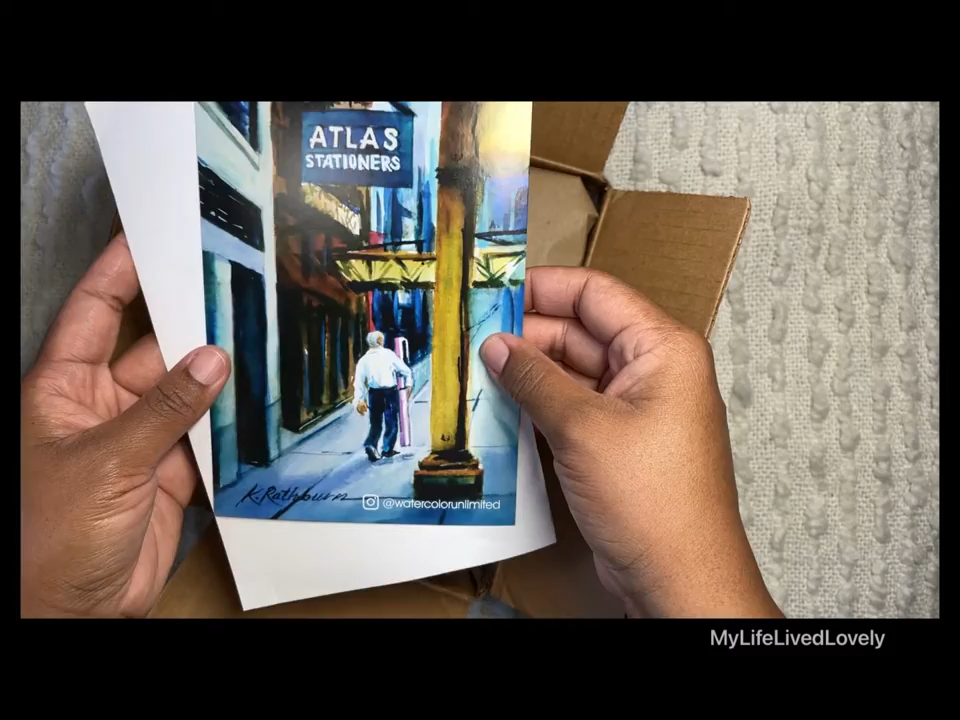 ATLAS
STATIONERS
K. Rathburn
@watercolorunlimited
MyLifeLivedLovely